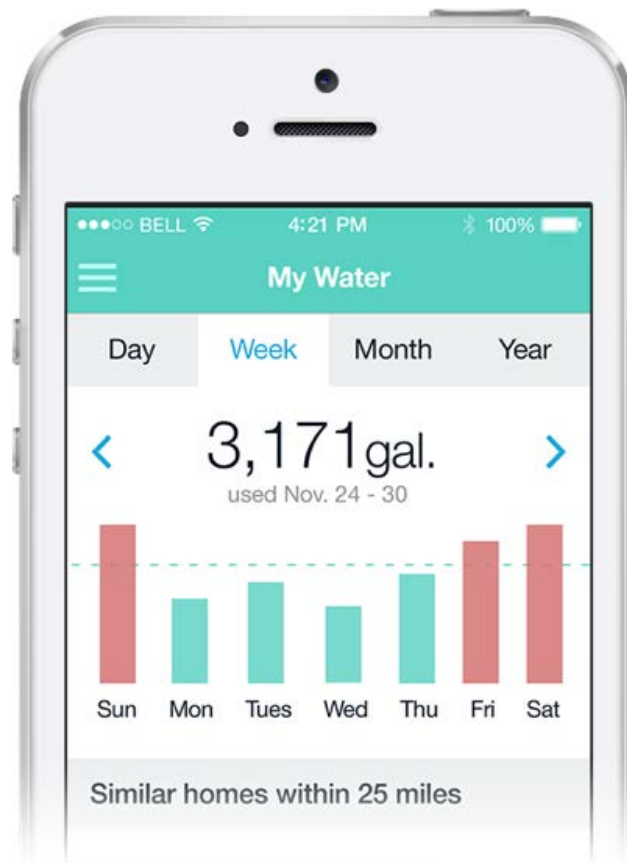 ●●●○○ BELL 4:21 PM 100%
My Water
Day Week Month Year
3,171gal.
used Nov. 24 - 30
Sun Mon Tues Wed Thu Fri Sat
Similar homes within 25 miles